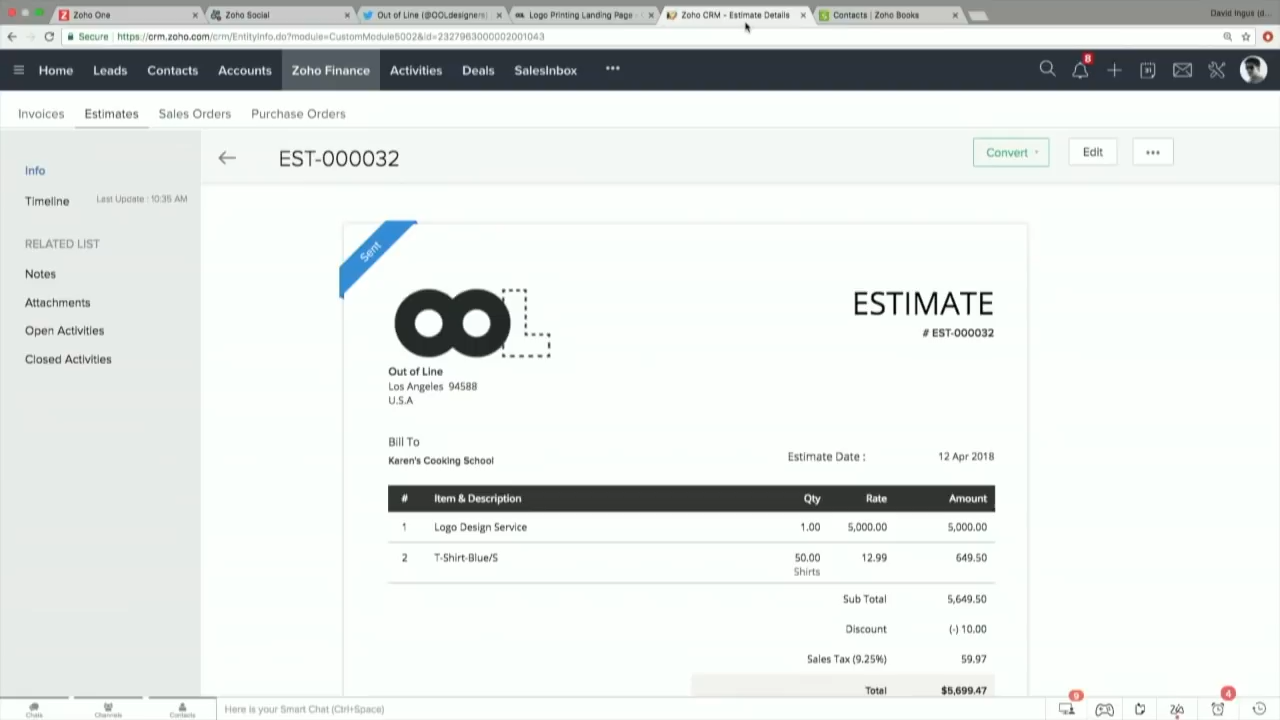 Zoho One
Zoho Social
Out of Line (@OOLdesigners)
Logo Printing Landing Page -
Zoho CRM - Estimate Details
Contacts | Zoho Books
David Ingus (d...
Secure
https://crm.zoho.com/crm/EntityInfo.do?module=CustomModule5002&id=2327963000002001043
Home
Leads
Contacts
Accounts
Zoho Finance
Activities
Deals
SalesInbox
•••
8
Invoices
Estimates
Sales Orders
Purchase Orders
EST-000032
Convert
Edit
•••
Info
Timeline
Last Update : 10:35 AM
RELATED LIST
Notes
Attachments
Open Activities
Closed Activities
Sent
OOL
ESTIMATE
# EST-000032
Out of Line
Los Angeles 94588
U.S.A
Bill To
Karen's Cooking School
Estimate Date :
12 Apr 2018
# Item & Description Qty Rate Amount
1 Logo Design Service 1.00 5,000.00 5,000.00
2 T-Shirt-Blue/S 50.00 12.99 649.50
Shirts
Sub Total 5,649.50
Discount (-) 10.00
Sales Tax (9.25%) 59.97
Total $5,699.47
Chats
Channels
Contacts
Here is your Smart Chat (Ctrl+Space)
9
4